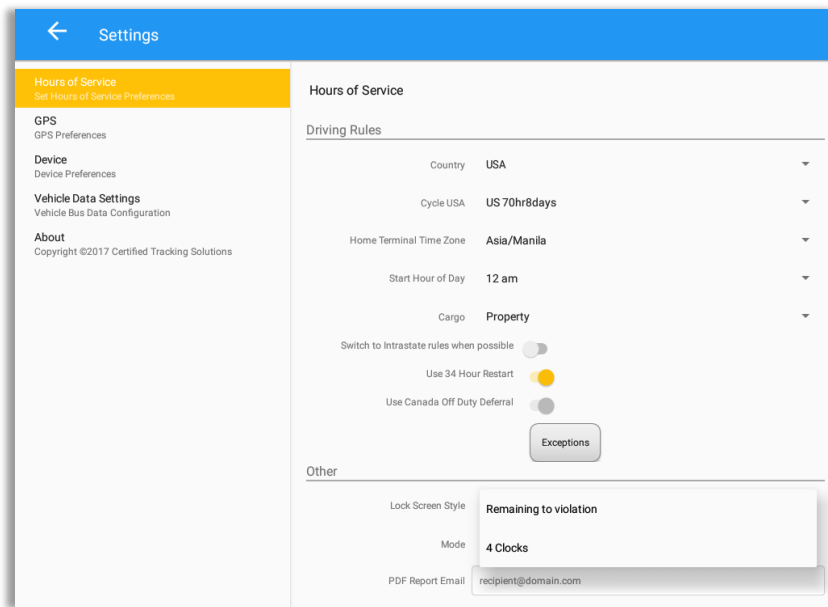 Settings
Hours of Service
Set Hours of Service Preferences
GPS
GPS Preferences
Device
Device Preferences
Vehicle Data Settings
Vehicle Bus Data Configuration
About
Copyright ©2017 Certified Tracking Solutions
Hours of Service
Driving Rules
Country USA
Cycle USA US 70hr8days
Home Terminal Time Zone Asia/Manila
Start Hour of Day 12 am
Cargo Property
Switch to Intrastate rules when possible
Use 34 Hour Restart
Use Canada Off Duty Deferral
Exceptions
Other
Lock Screen Style Remaining to violation
Mode 4 Clocks
PDF Report Email recipient@domain.com